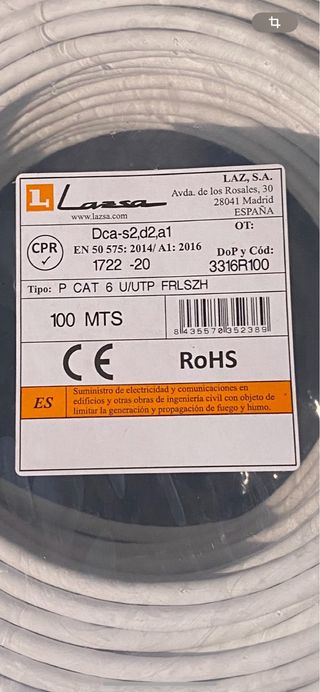 L Lazsa
www.lazsa.com
LAZ, S.A.
Avda. de los Rosales, 30
28041 Madrid
ESPAÑA
CPR
Dca-s2,d2,a1
OT:
EN 50 575: 2014/ A1: 2016
DoP y Cód:
1722 -20
3316R100
Tipo: P CAT 6 U/UTP FRLSZH
100 MTS
8 435570 352389
CE
RoHS
ES
Suministro de electricidad y comunicaciones en
edificios y otras obras de ingeniería civil con objeto de
limitar la generación y propagación de fuego y humo.